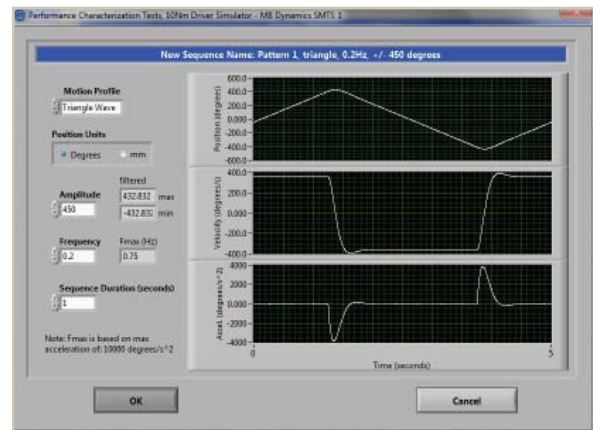 Performance Characterization Tests, 10Nm Driver Simulator - MB Dynamics SMTS 1
New Sequence Name: Pattern 1, triangle, 0.2Hz, +/- 450 degrees
Motion Profile
Triangle Wave
Position Units
Degrees
mm
filtered
Amplitude
432.832 max
450
-432.832 min
Frequency
Fmax (Hz)
0.2
0.75
Sequence Duration (seconds)
1
Note: Fmax is based on max
acceleration of: 10000 degrees/s^2
Position (degrees)
600.0
400.0
200.0
0.000
-200.0
-400.0
-600.0
Velocity (degrees/s)
400.0
200.0
0.000
-200.0
-400.0
Accel. (degrees/s^2)
4000
2000
0.000
-2000
-4000
0
5
Time (seconds)
OK
Cancel